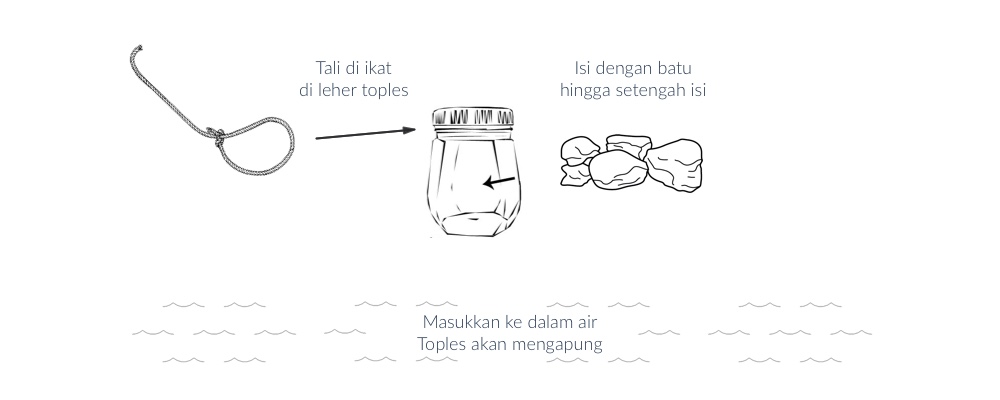 Tali di ikat
di leher toples
Isi dengan batu
hingga setengah isi
Masukkan ke dalam air
Toples akan mengapung